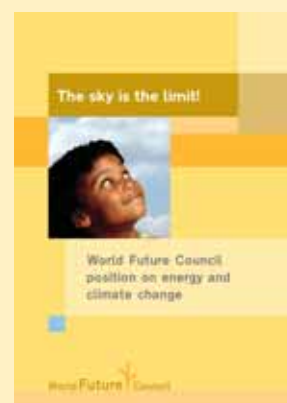 The sky is the limit!
World Future Council
position on energy and
climate change
World Future Council